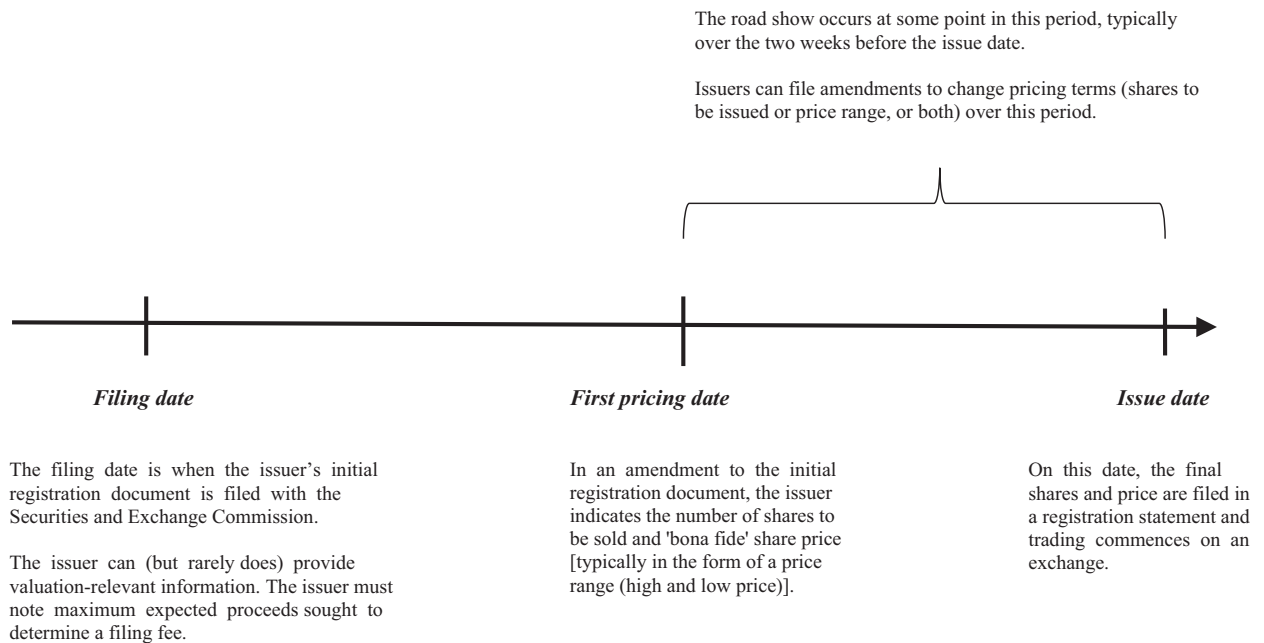 The road show occurs at some point in this period, typically
over the two weeks before the issue date.
Issuers can file amendments to change pricing terms (shares to
be issued or price range, or both) over this period.
Filing date
First pricing date
Issue date
The filing date is when the issuer's initial
registration document is filed with the
Securities and Exchange Commission.
The issuer can (but rarely does) provide
valuation-relevant information. The issuer must
note maximum expected proceeds sought to
determine a filing fee.
In an amendment to the initial
registration document, the issuer
indicates the number of shares to
be sold and 'bona fide' share price
[typically in the form of a price
range (high and low price)].
On this date, the final
shares and price are filed in
a registration statement and
trading commences on an
exchange.